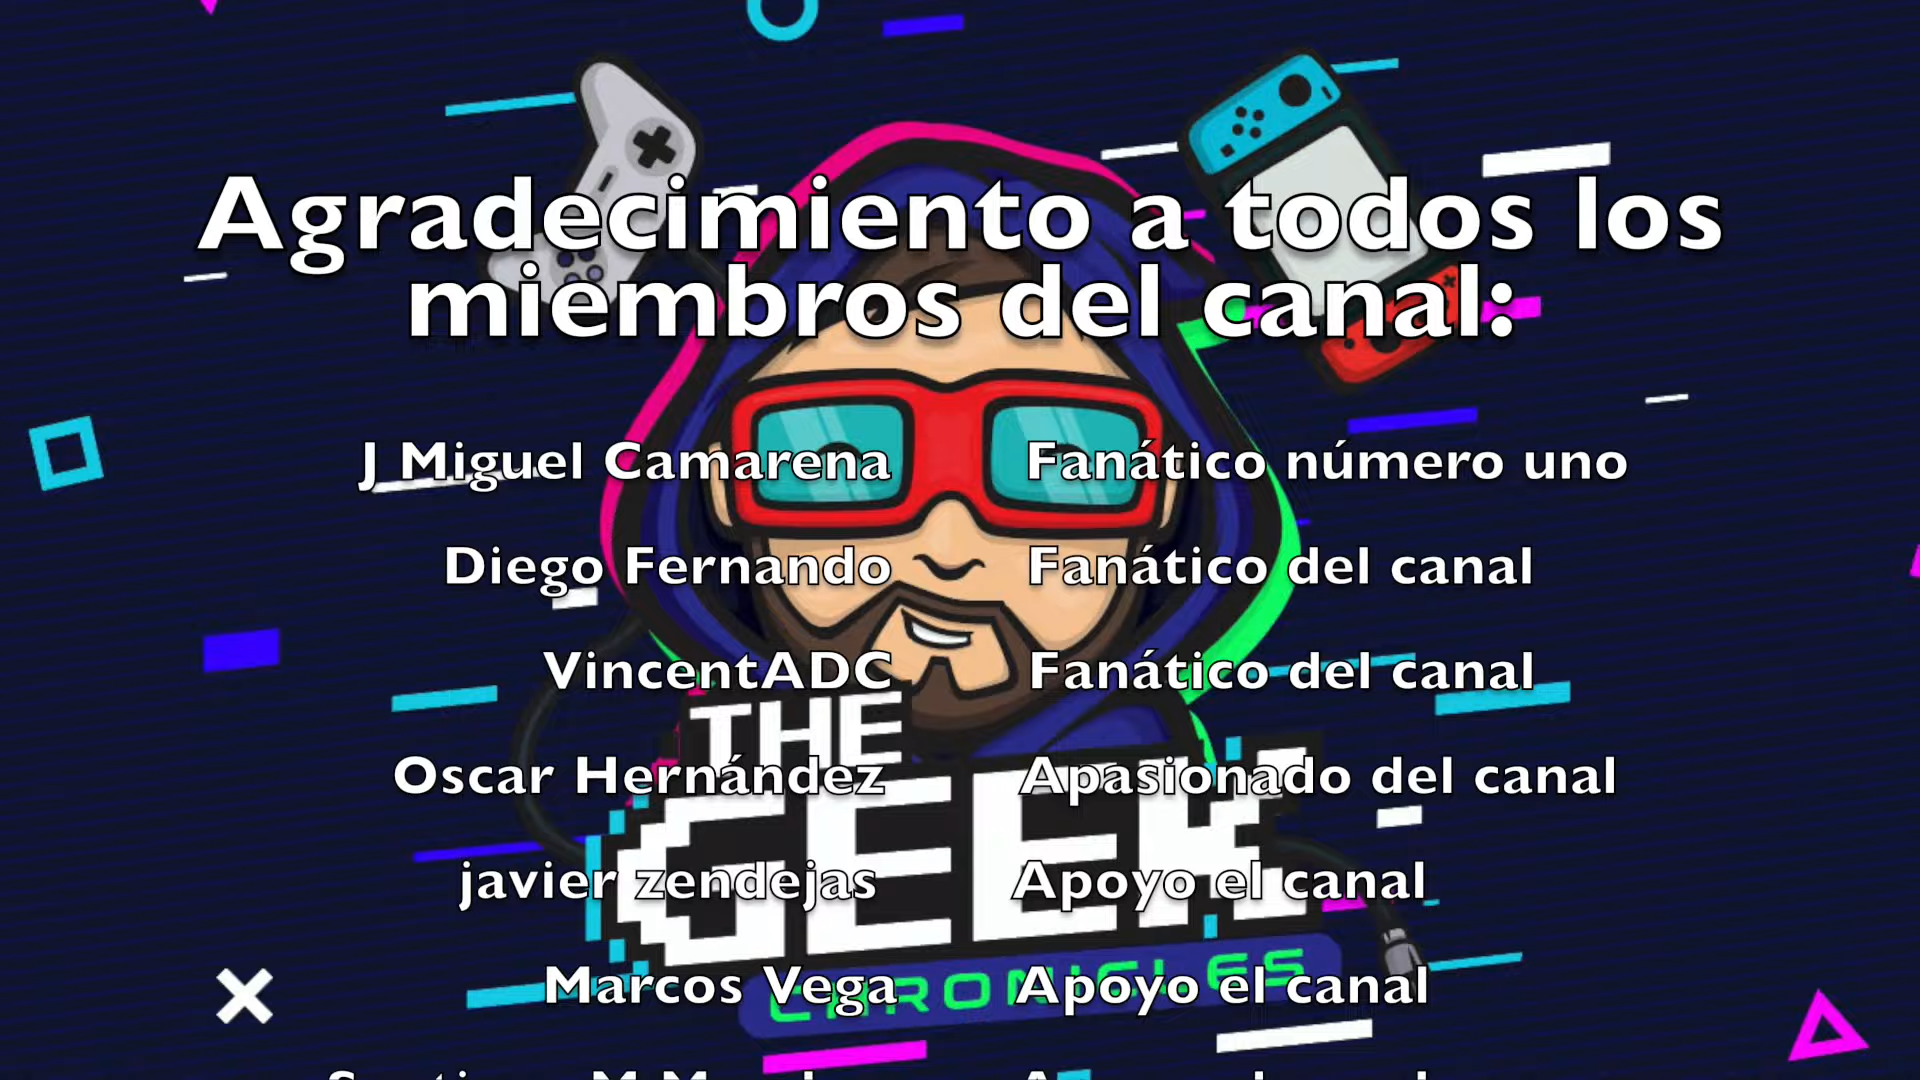 Agradecimiento a todos los
miembros del canal:
J Miguel Camarena Fanático número uno
Diego Fernando Fanático del canal
VincentADC Fanático del canal
Oscar Hernández Apasionado del canal
javier zendejas Apoyo el canal
Marcos Vega Apoyo el canal
THE
GEEK
CHRONICLES